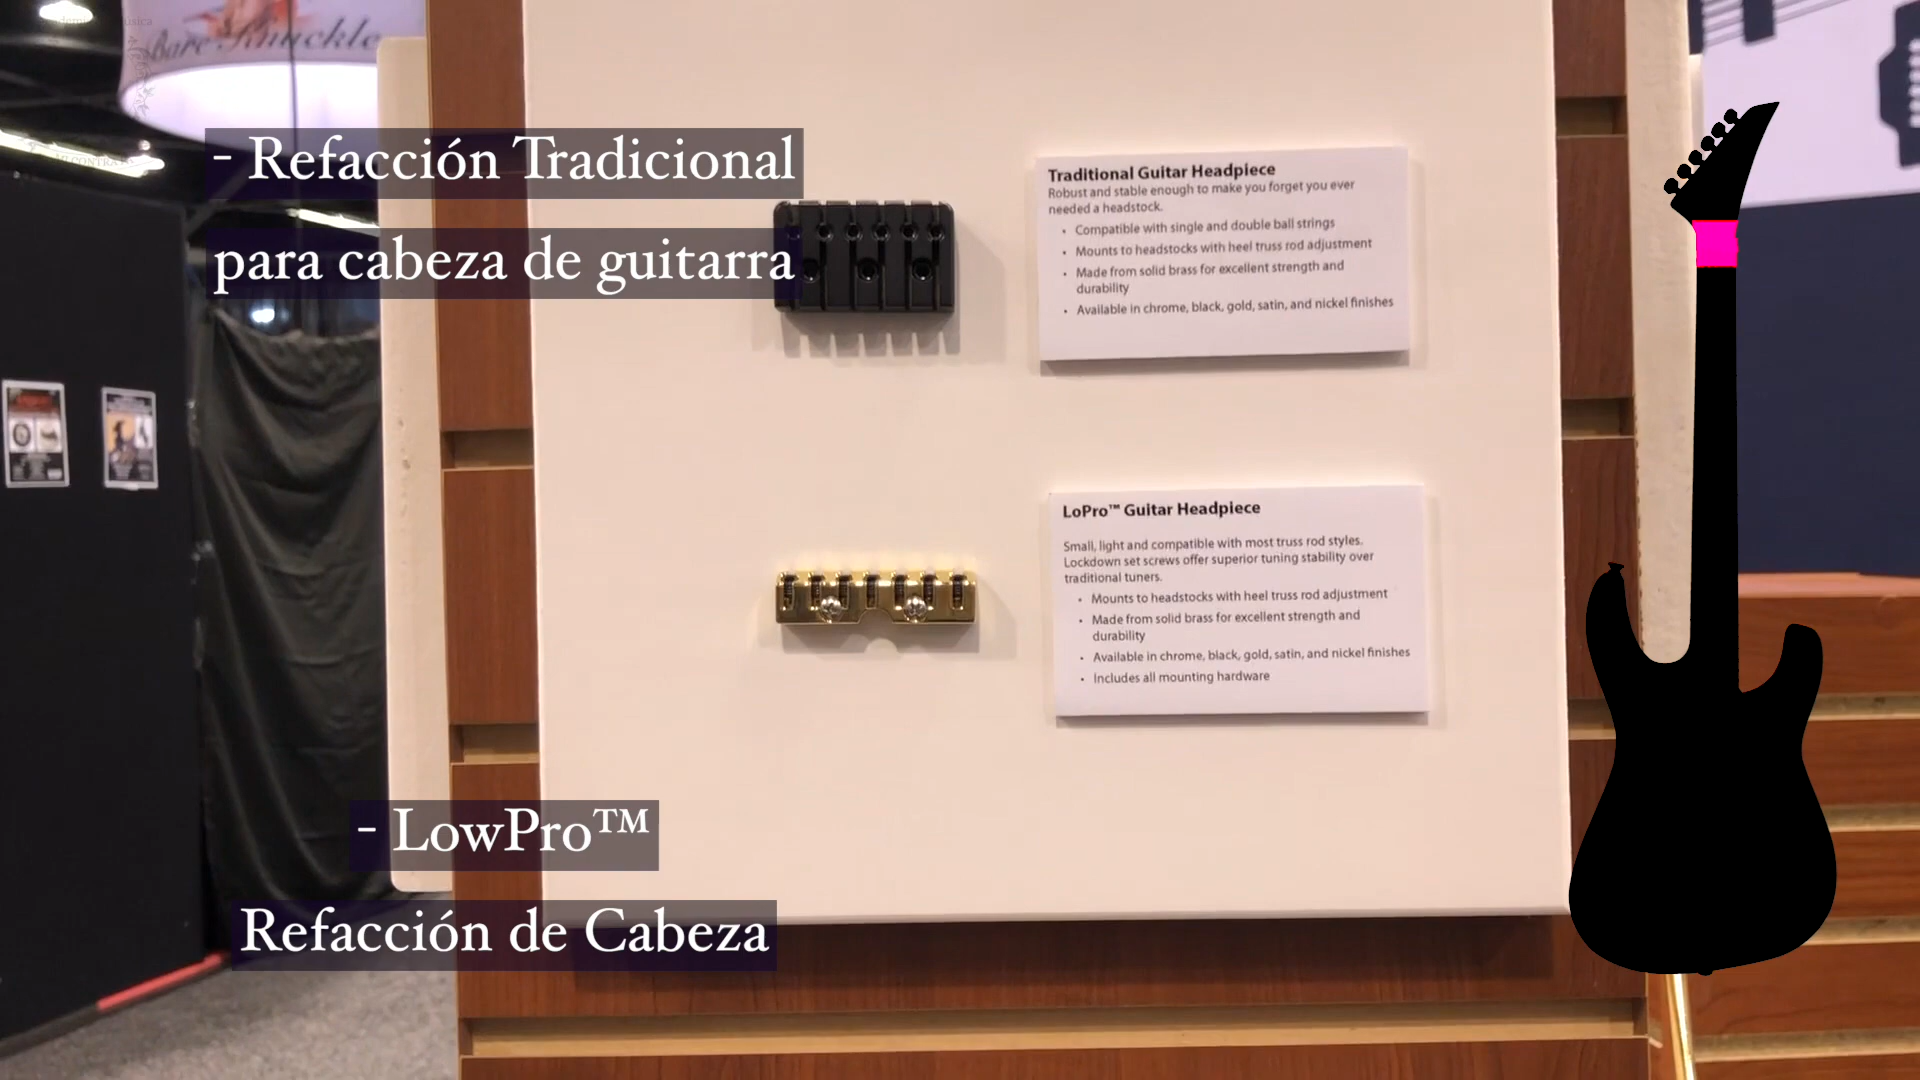 Bare Knuckle
- Refacción Tradicional
para cabeza de guitarra
Traditional Guitar Headpiece
Robust and stable enough to make you forget you ever
needed a headstock.
• Compatible with single and double ball strings
• Mounts to headstocks with heel truss rod adjustment
• Made from solid brass for excellent strength and
durability
• Available in chrome, black, gold, satin, and nickel finishes
LoPro™ Guitar Headpiece
Small, light and compatible with most truss rod styles.
Lockdown set screws offer superior tuning stability over
traditional tuners.
• Mounts to headstocks with heel truss rod adjustment
• Made from solid brass for excellent strength and
durability
• Available in chrome, black, gold, satin, and nickel finishes
• Includes all mounting hardware
- LowPro™
Refacción de Cabeza